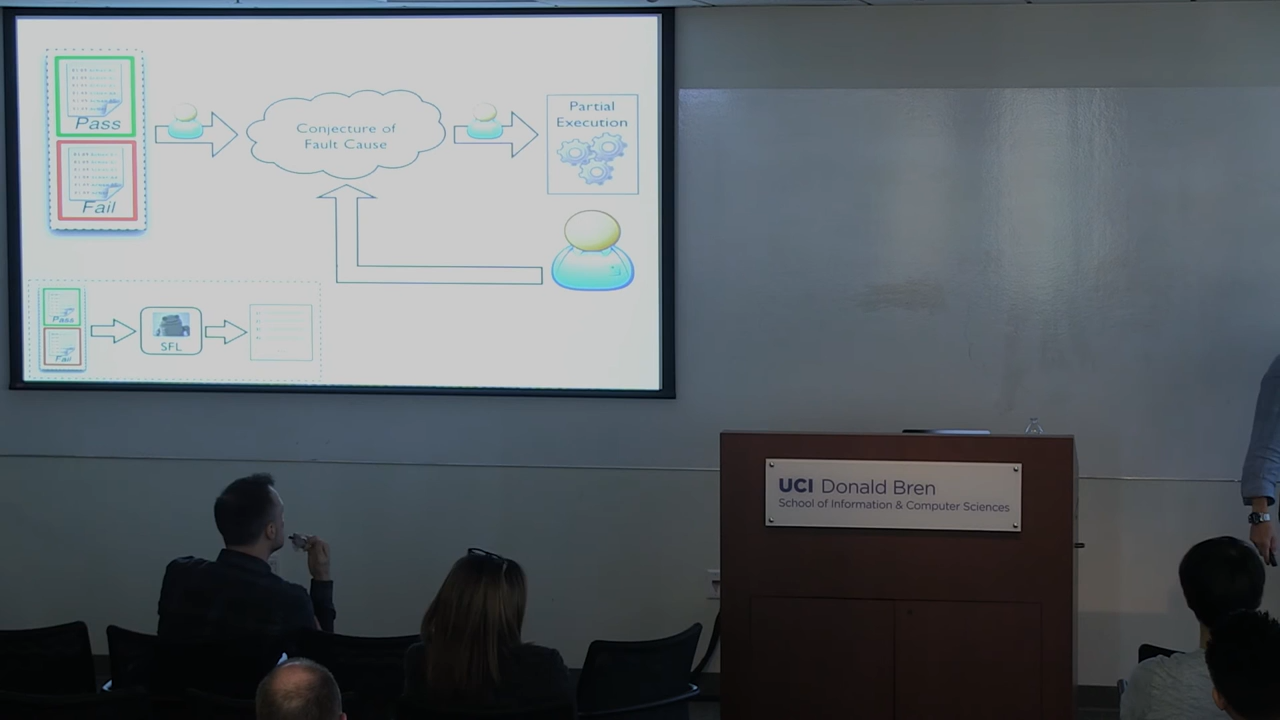 Pass
Fail
Conjecture of
Fault Cause
Partial
Execution
Pass
Fail
SFL
UCI Donald Bren
School of Information & Computer Sciences